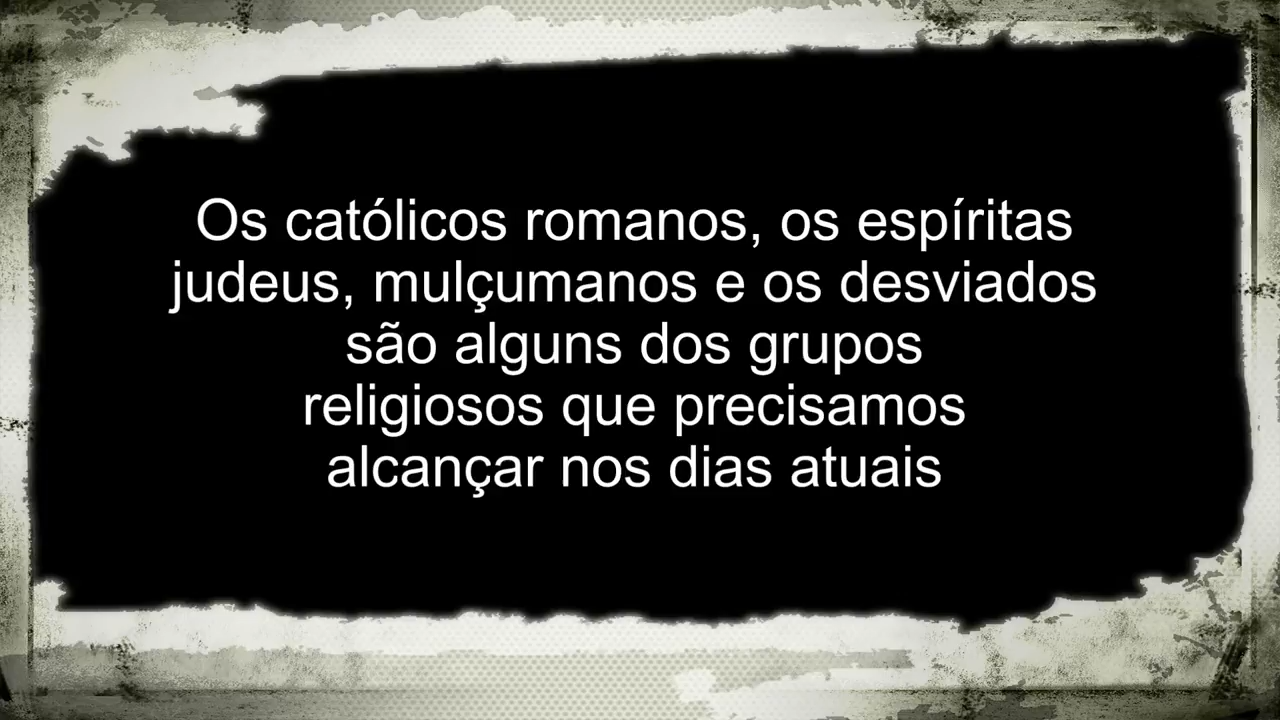 Os católicos romanos, os espíritas
judeus, mulçumanos e os desviados
são alguns dos grupos
religiosos que precisamos
alcançar nos dias atuais